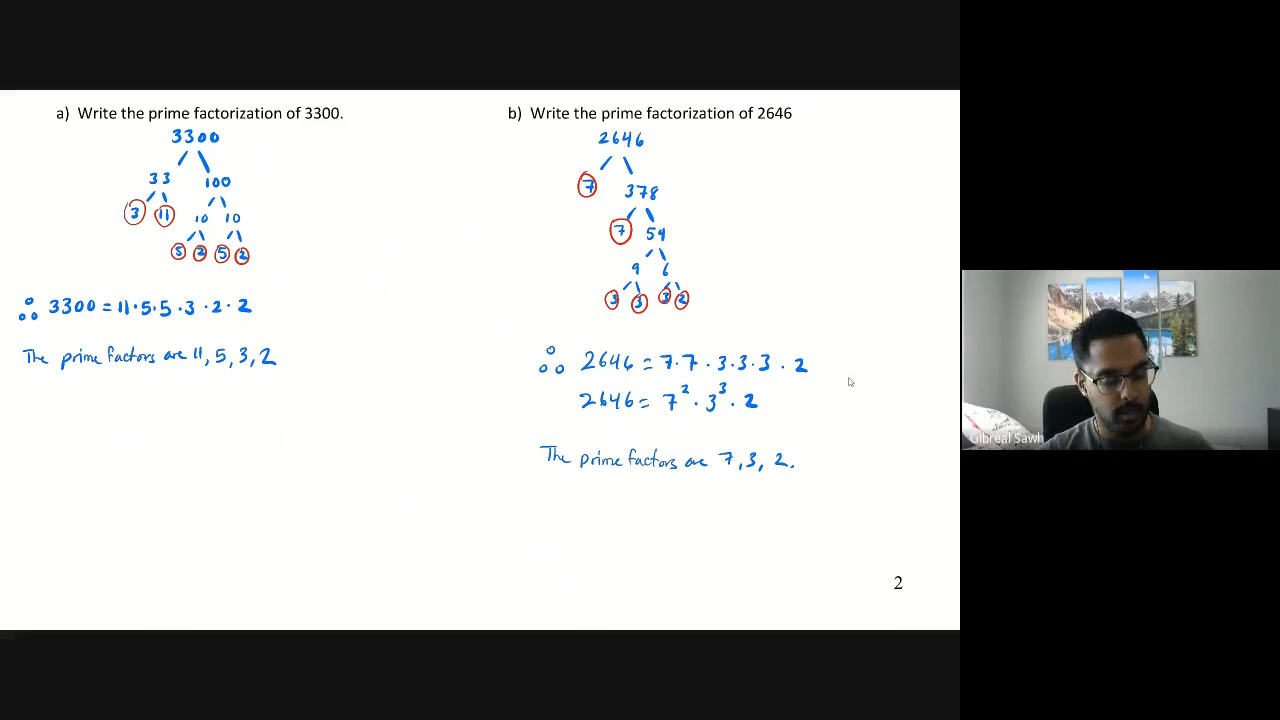 a) Write the prime factorization of 3300.
3300
33 100
3 11 10 10
5 2 5 2
∴ 3300 = 11·5·5·3·2·2
The prime factors are 11, 5, 3, 2
b) Write the prime factorization of 2646
2646
7 378
7 54
9 6
3 3 3 2
∴ 2646 = 7·7·3·3·3·2
2646 = 7²·3³·2
The prime factors are 7, 3, 2.
2
Gibreal Sawh